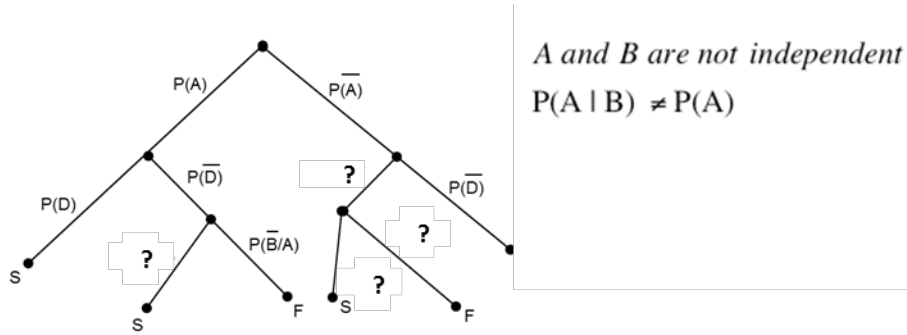 A and B are not independent
P(A | B) ≠ P(A)
P(A)
P(A̅)
P(D)
P(D̅)
?
P(D̅)
?
P(B̅/A)
?
?
S
S
F
S
F